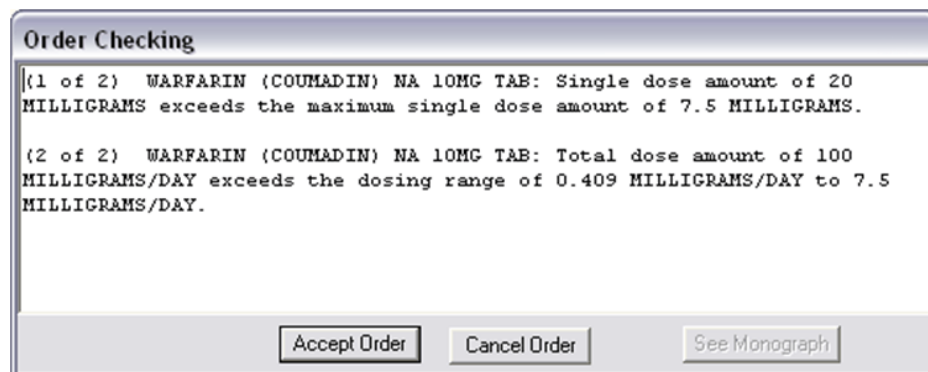 Order Checking
(1 of 2)  WARFARIN (COUMADIN) NA 10MG TAB: Single dose amount of 20
MILLIGRAMS exceeds the maximum single dose amount of 7.5 MILLIGRAMS.
(2 of 2)  WARFARIN (COUMADIN) NA 10MG TAB: Total dose amount of 100
MILLIGRAMS/DAY exceeds the dosing range of 0.409 MILLIGRAMS/DAY to 7.5
MILLIGRAMS/DAY.
Accept Order Cancel Order See Monograph